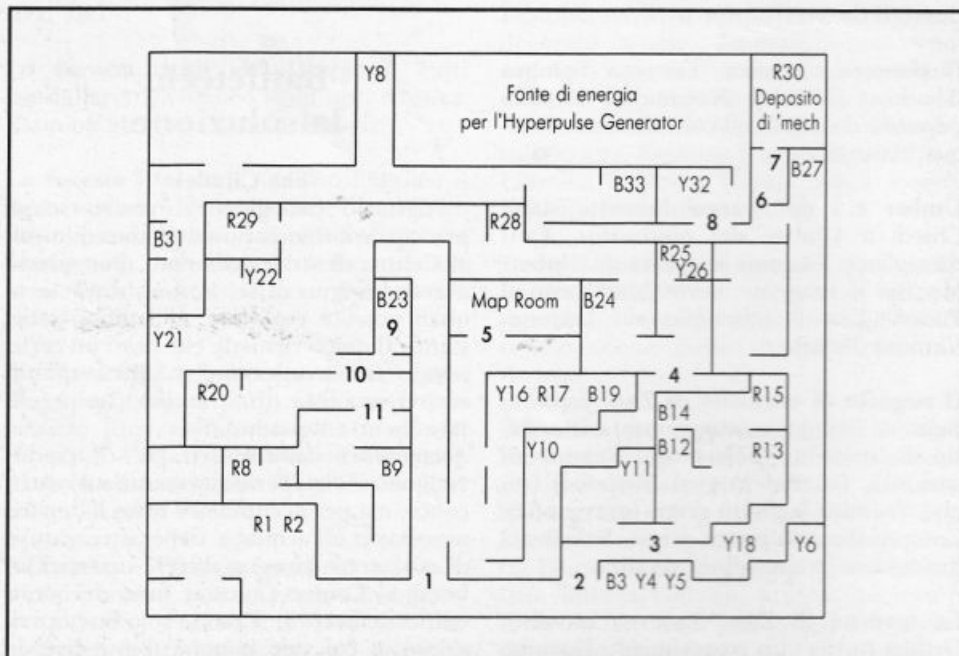 Y8
Fonte di energia
per l'Hyperpulse Generator
R30
Deposito
di 'mech
7
B27
B33
Y32
6
R29
R28
8
B31
Y22
R25
Y26
B23
Map Room
B24
9
5
Y21
10
4
R20
Y16 R17 B19
R15
11
B14
Y10
B12
R13
R8
B9
Y11
R1 R2
3
Y18
Y6
1
2
B3 Y4 Y5